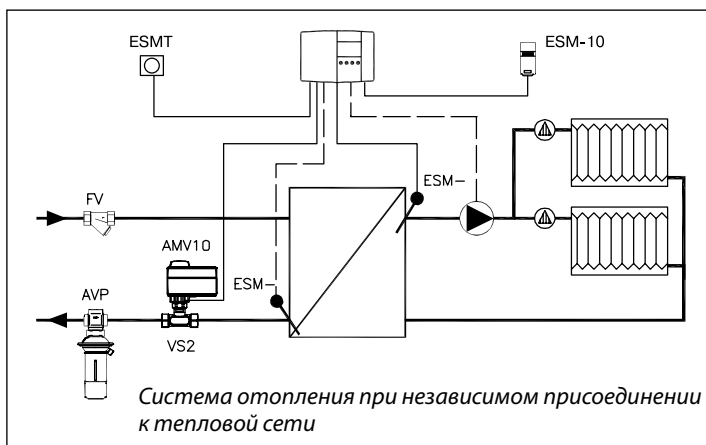 ESMT
ESM-10
ESM-
FV
AMV10
ESM-
AVP
VS2
Система отопления при независимом присоединении
к тепловой сети